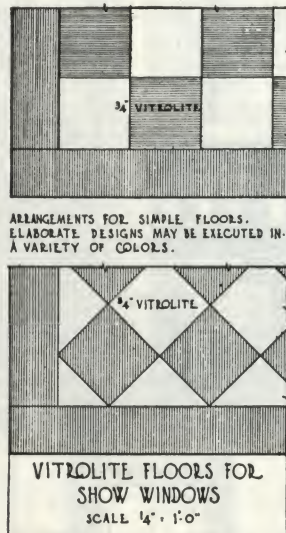 3/4" VITROLITE
ARRANGEMENTS FOR SIMPLE FLOORS.
ELABORATE DESIGNS MAY BE EXECUTED IN
A VARIETY OF COLORS.
3/4" VITROLITE
VITROLITE FLOORS FOR
SHOW WINDOWS
SCALE 1/4" = 1'-0"